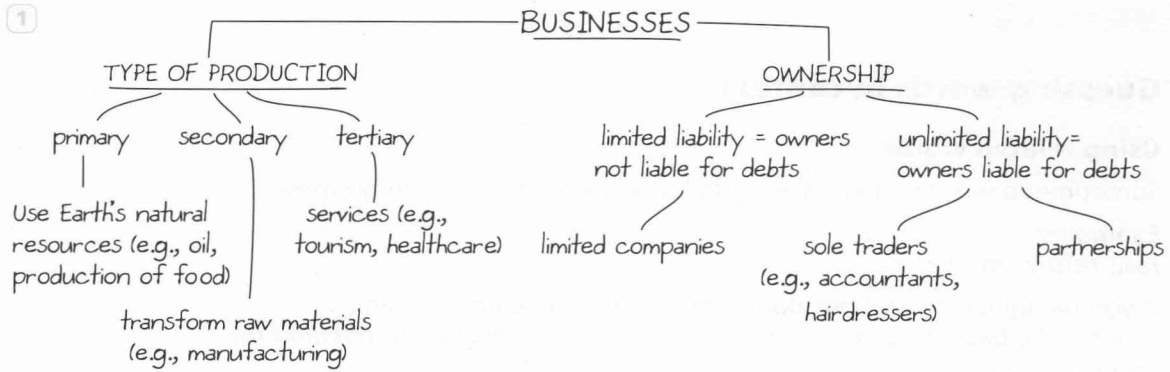 1
BUSINESSES
TYPE OF PRODUCTION
OWNERSHIP
primary
secondary
tertiary
Use Earth's natural
resources (e.g., oil,
production of food)
transform raw materials
(e.g., manufacturing)
services (e.g.,
tourism, healthcare)
limited liability = owners
not liable for debts
limited companies
unlimited liability=
owners liable for debts
sole traders
(e.g., accountants,
hairdressers)
partnerships